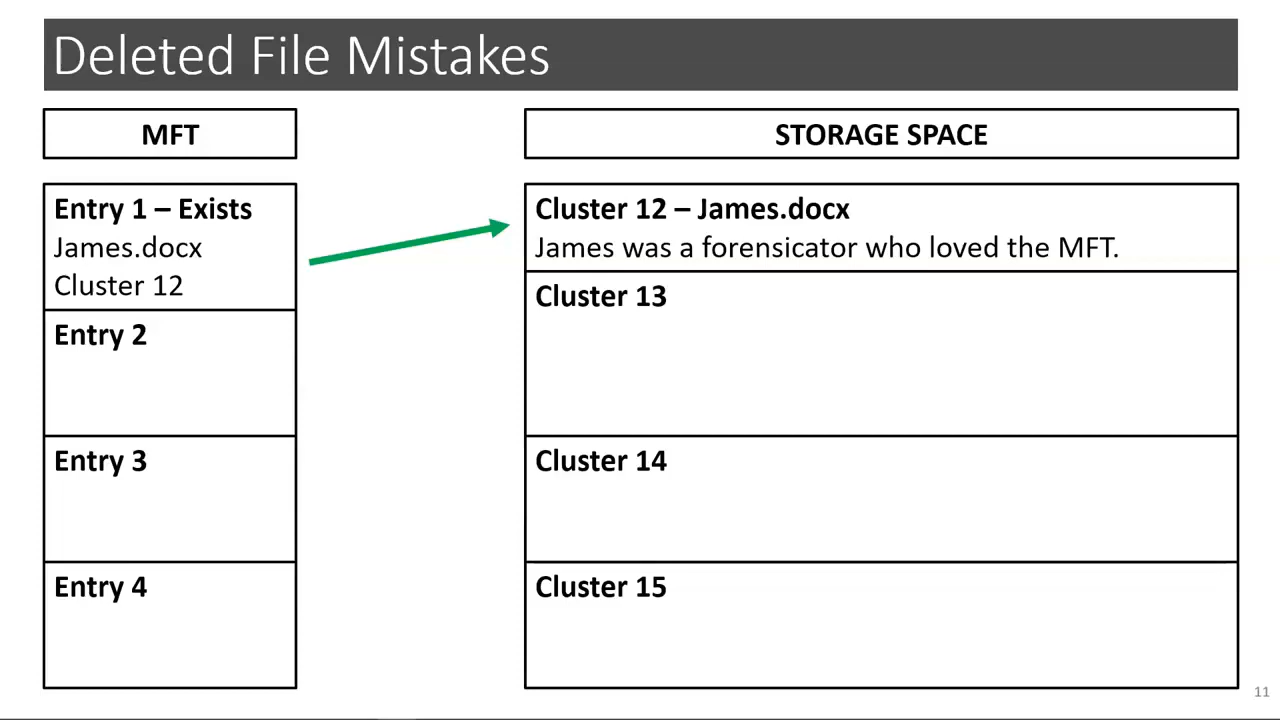 Deleted File Mistakes
MFT
STORAGE SPACE
Entry 1 – Exists
James.docx
Cluster 12
Entry 2
Entry 3
Entry 4
Cluster 12 – James.docx
James was a forensicator who loved the MFT.
Cluster 13
Cluster 14
Cluster 15
11